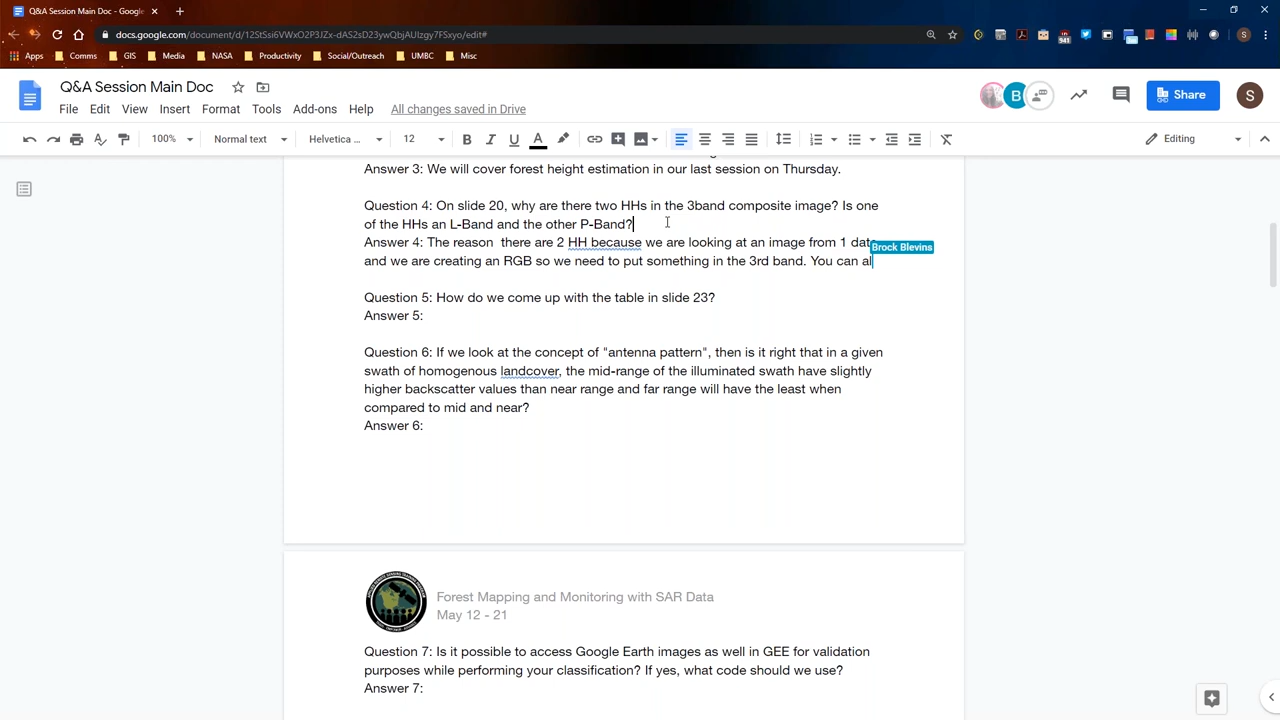 Q&A Session Main Doc - Google
docs.google.com/document/d/12StSsi6VWxO2P3JZx-dAS2sD23ywQbjAUIzgy7FSxyo/edit#
Apps Comms GIS Media NASA Productivity Social/Outreach UMBC Misc
Q&A Session Main Doc
File Edit View Insert Format Tools Add-ons Help All changes saved in Drive
B Share S
100% Normal text Helvetica ... 12 B I U A Editing
Answer 3: We will cover forest height estimation in our last session on Thursday.
Question 4: On slide 20, why are there two HHs in the 3band composite image? Is one
of the HHs an L-Band and the other P-Band?
Answer 4: The reason there are 2 HH because we are looking at an image from 1 date
Brock Blevins
and we are creating an RGB so we need to put something in the 3rd band. You can al
Question 5: How do we come up with the table in slide 23?
Answer 5:
Question 6: If we look at the concept of "antenna pattern", then is it right that in a given
swath of homogenous landcover, the mid-range of the illuminated swath have slightly
higher backscatter values than near range and far range will have the least when
compared to mid and near?
Answer 6:
Forest Mapping and Monitoring with SAR Data
May 12 - 21
Question 7: Is it possible to access Google Earth images as well in GEE for validation
purposes while performing your classification? If yes, what code should we use?
Answer 7: